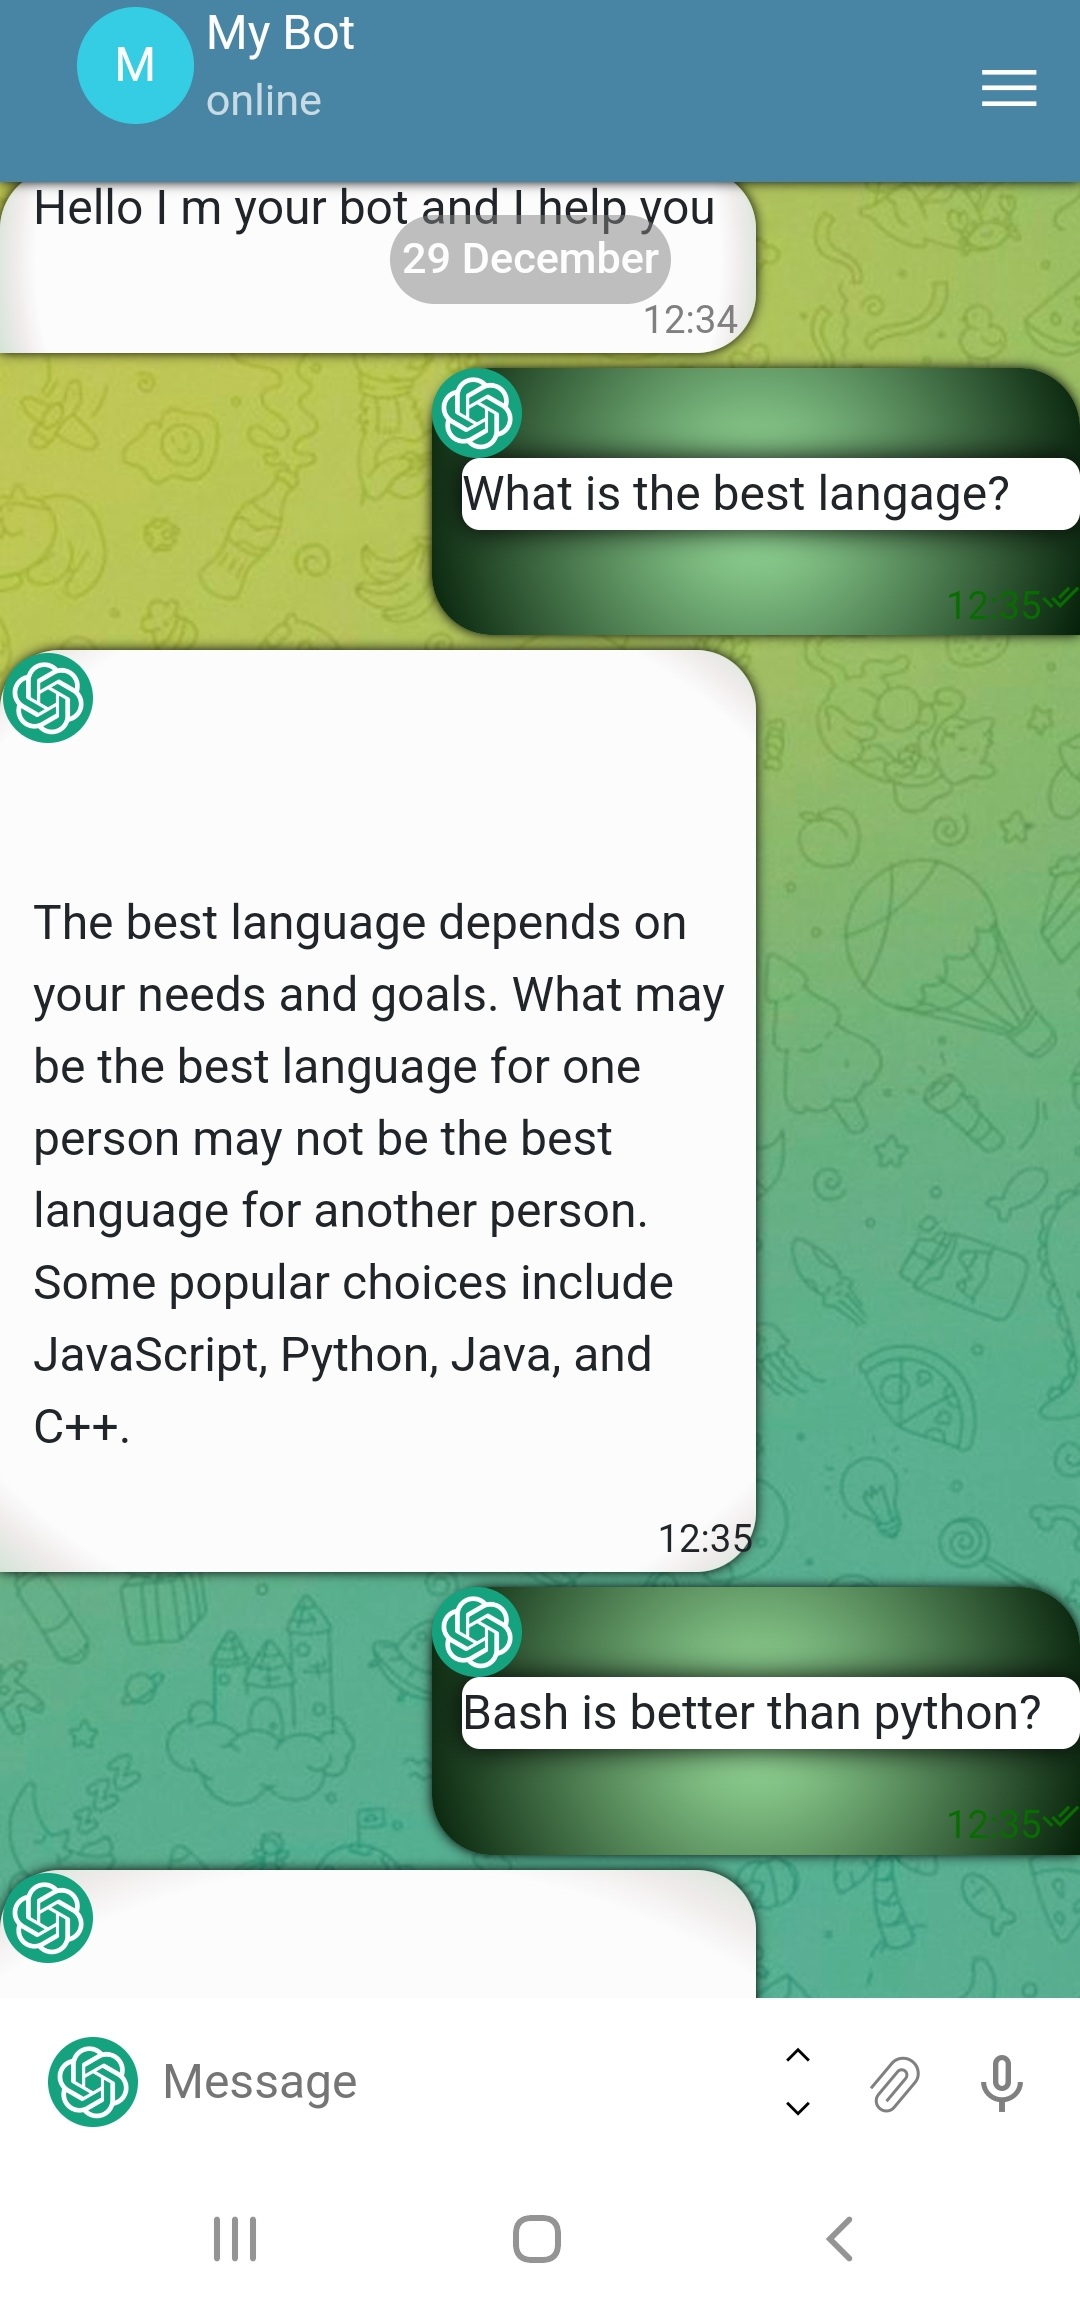 M
My Bot
online
Hello I m your bot and I help you
29 December
12:34
What is the best langage?
12:35
The best language depends on
your needs and goals. What may
be the best language for one
person may not be the best
language for another person.
Some popular choices include
JavaScript, Python, Java, and
C++.
12:35
Bash is better than python?
12:35
Message